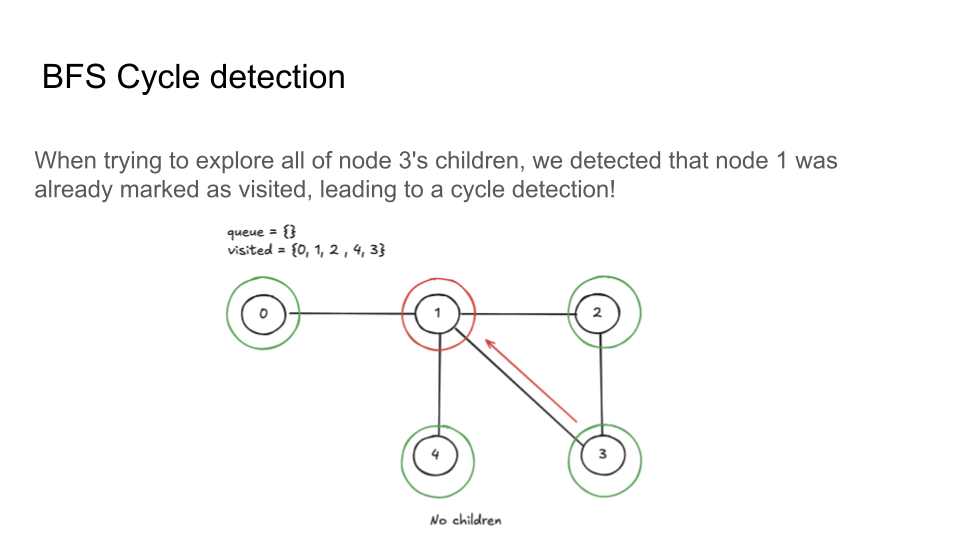 BFS Cycle detection
When trying to explore all of node 3's children, we detected that node 1 was
already marked as visited, leading to a cycle detection!
queue = {}
visited = {0, 1, 2 , 4, 3}
0
1
2
4
3
No children